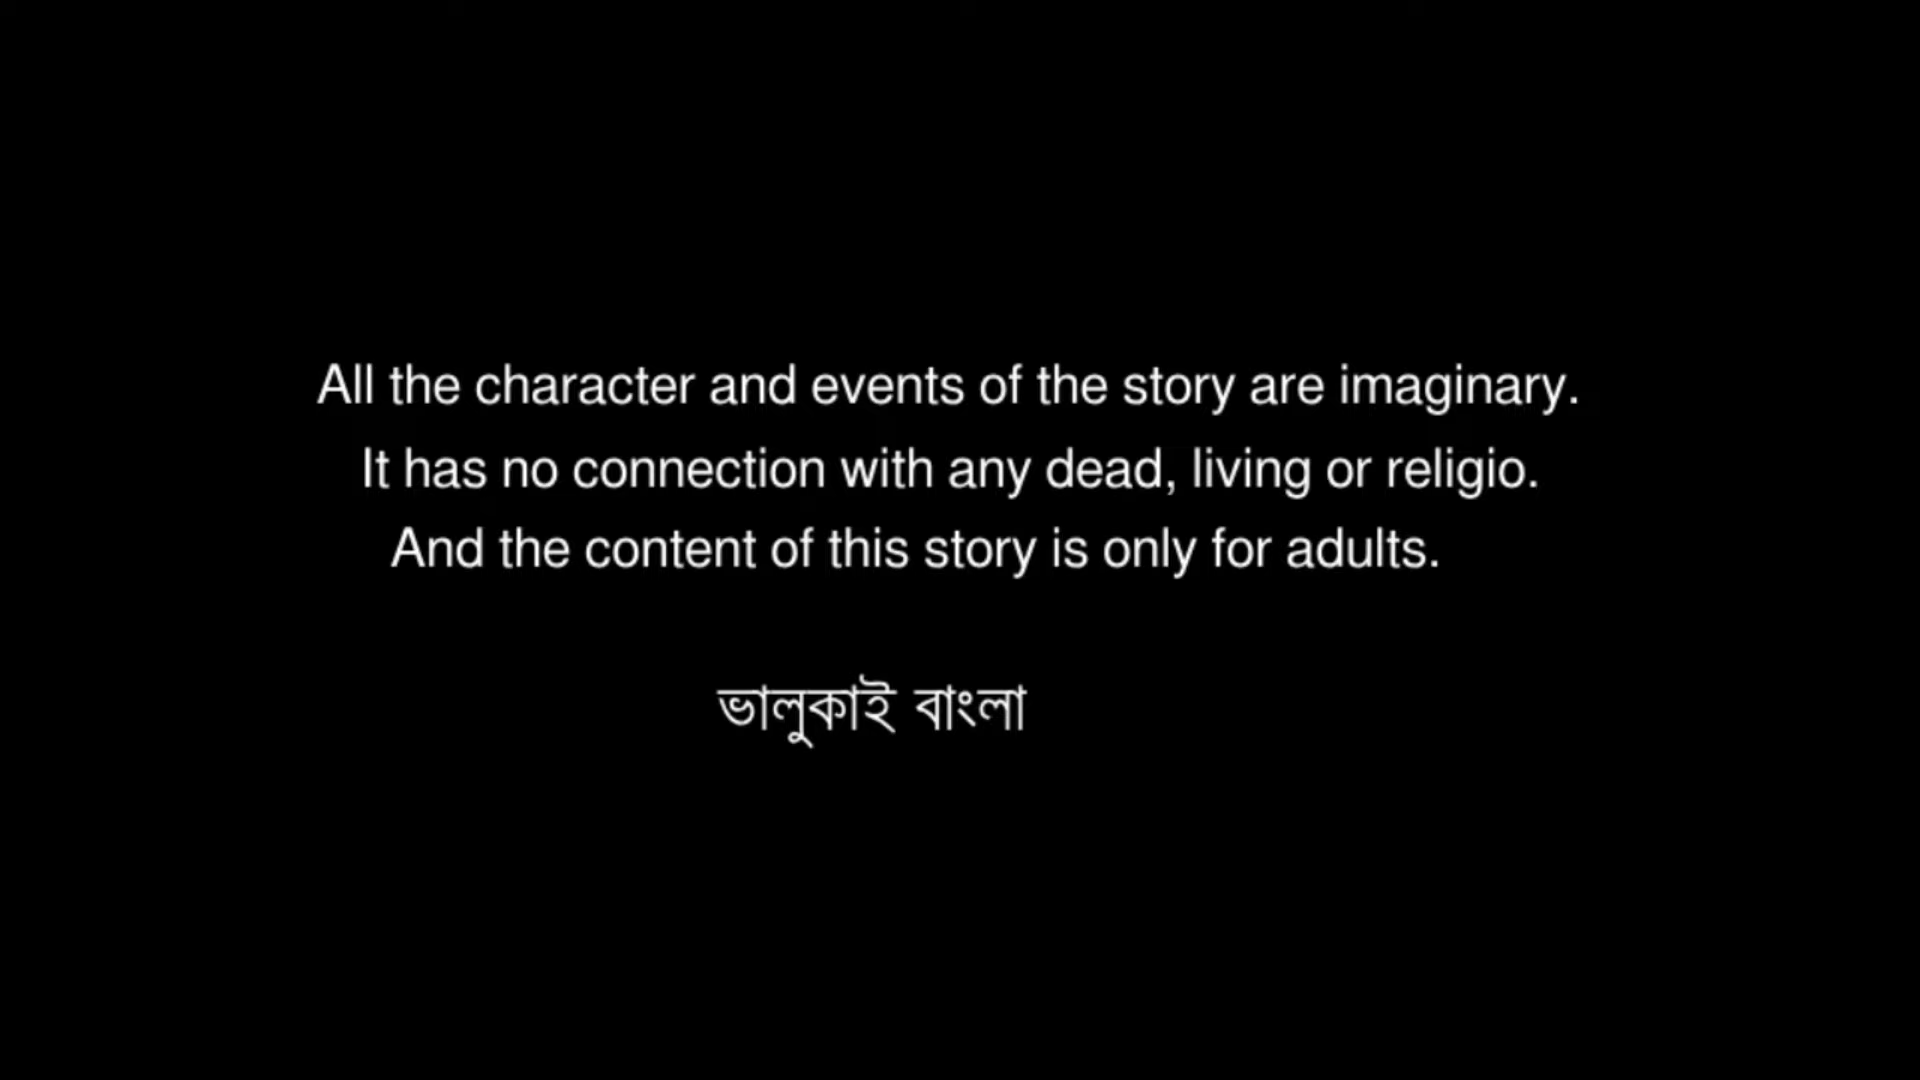 All the character and events of the story are imaginary.
It has no connection with any dead, living or religio.
And the content of this story is only for adults.
ভালুকাই বাংলা